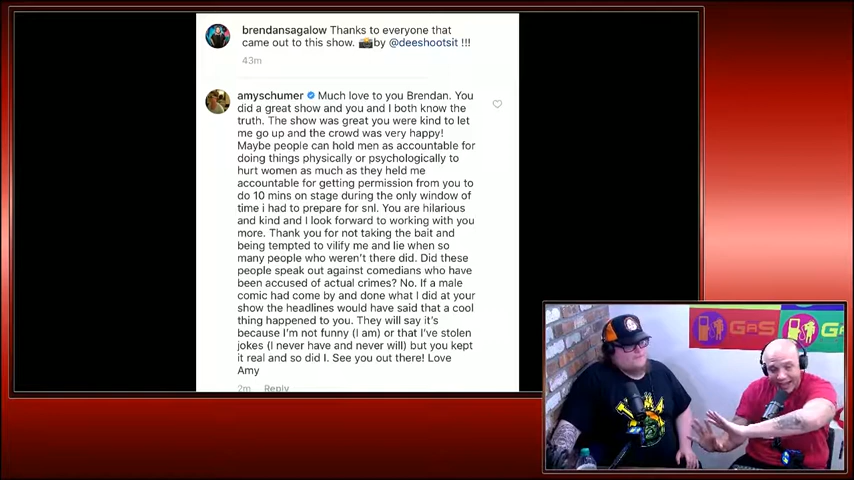 brendansagalow Thanks to everyone that
came out to this show. 📸by @deeshootsit !!!
43m
amyschumer Much love to you Brendan. You
did a great show and you and I both know the
truth. The show was great you were kind to let
me go up and the crowd was very happy!
Maybe people can hold men as accountable for
doing things physically or psychologically to
hurt women as much as they held me
accountable for getting permission from you to
do 10 mins on stage during the only window of
time i had to prepare for snl. You are hilarious
and kind and I look forward to working with you
more. Thank you for not taking the bait and
being tempted to vilify me and lie when so
many people who weren't there did. Did these
people speak out against comedians who have
been accused of actual crimes? No. If a male
comic had come by and done what I did at your
show the headlines would have said that a cool
thing happened to you. They will say it's
because I'm not funny (I am) or that I've stolen
jokes (I never have and never will) but you kept
it real and so did I. See you out there! Love
Amy
2m Reply
GAS
GAS